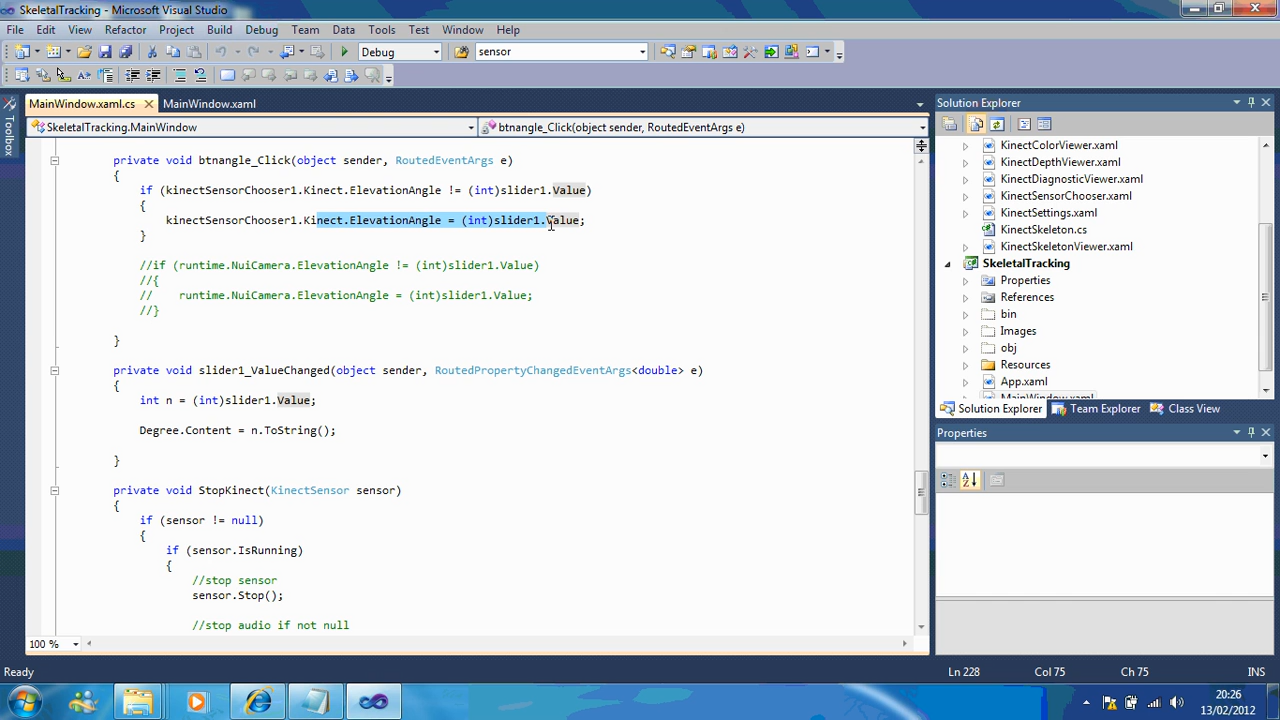 SkeletalTracking - Microsoft Visual Studio
File Edit View Refactor Project Build Debug Team Data Tools Test Window Help
Debug sensor
MainWindow.xaml.cs MainWindow.xaml
SkeletalTracking.MainWindow btnangle_Click(object sender, RoutedEventArgs e)
Toolbox
private void btnangle_Click(object sender, RoutedEventArgs e)
{
if (kinectSensorChooser1.Kinect.ElevationAngle != (int)slider1.Value)
{
kinectSensorChooser1.Kinect.ElevationAngle = (int)slider1.Value;
}
//if (runtime.NuiCamera.ElevationAngle != (int)slider1.Value)
//{
// runtime.NuiCamera.ElevationAngle = (int)slider1.Value;
//}
}
private void slider1_ValueChanged(object sender, RoutedPropertyChangedEventArgs<double> e)
{
int n = (int)slider1.Value;
Degree.Content = n.ToString();
}
private void StopKinect(KinectSensor sensor)
{
if (sensor != null)
{
if (sensor.IsRunning)
{
//stop sensor
sensor.Stop();
//stop audio if not null
100 %
Solution Explorer
KinectColorViewer.xaml
KinectDepthViewer.xaml
KinectDiagnosticViewer.xaml
KinectSensorChooser.xaml
KinectSettings.xaml
KinectSkeleton.cs
KinectSkeletonViewer.xaml
SkeletalTracking
Properties
References
bin
Images
obj
Resources
App.xaml
MainWindow.xaml
Solution Explorer Team Explorer Class View
Properties
Ready Ln 228 Col 75 Ch 75 INS
20:26
13/02/2012